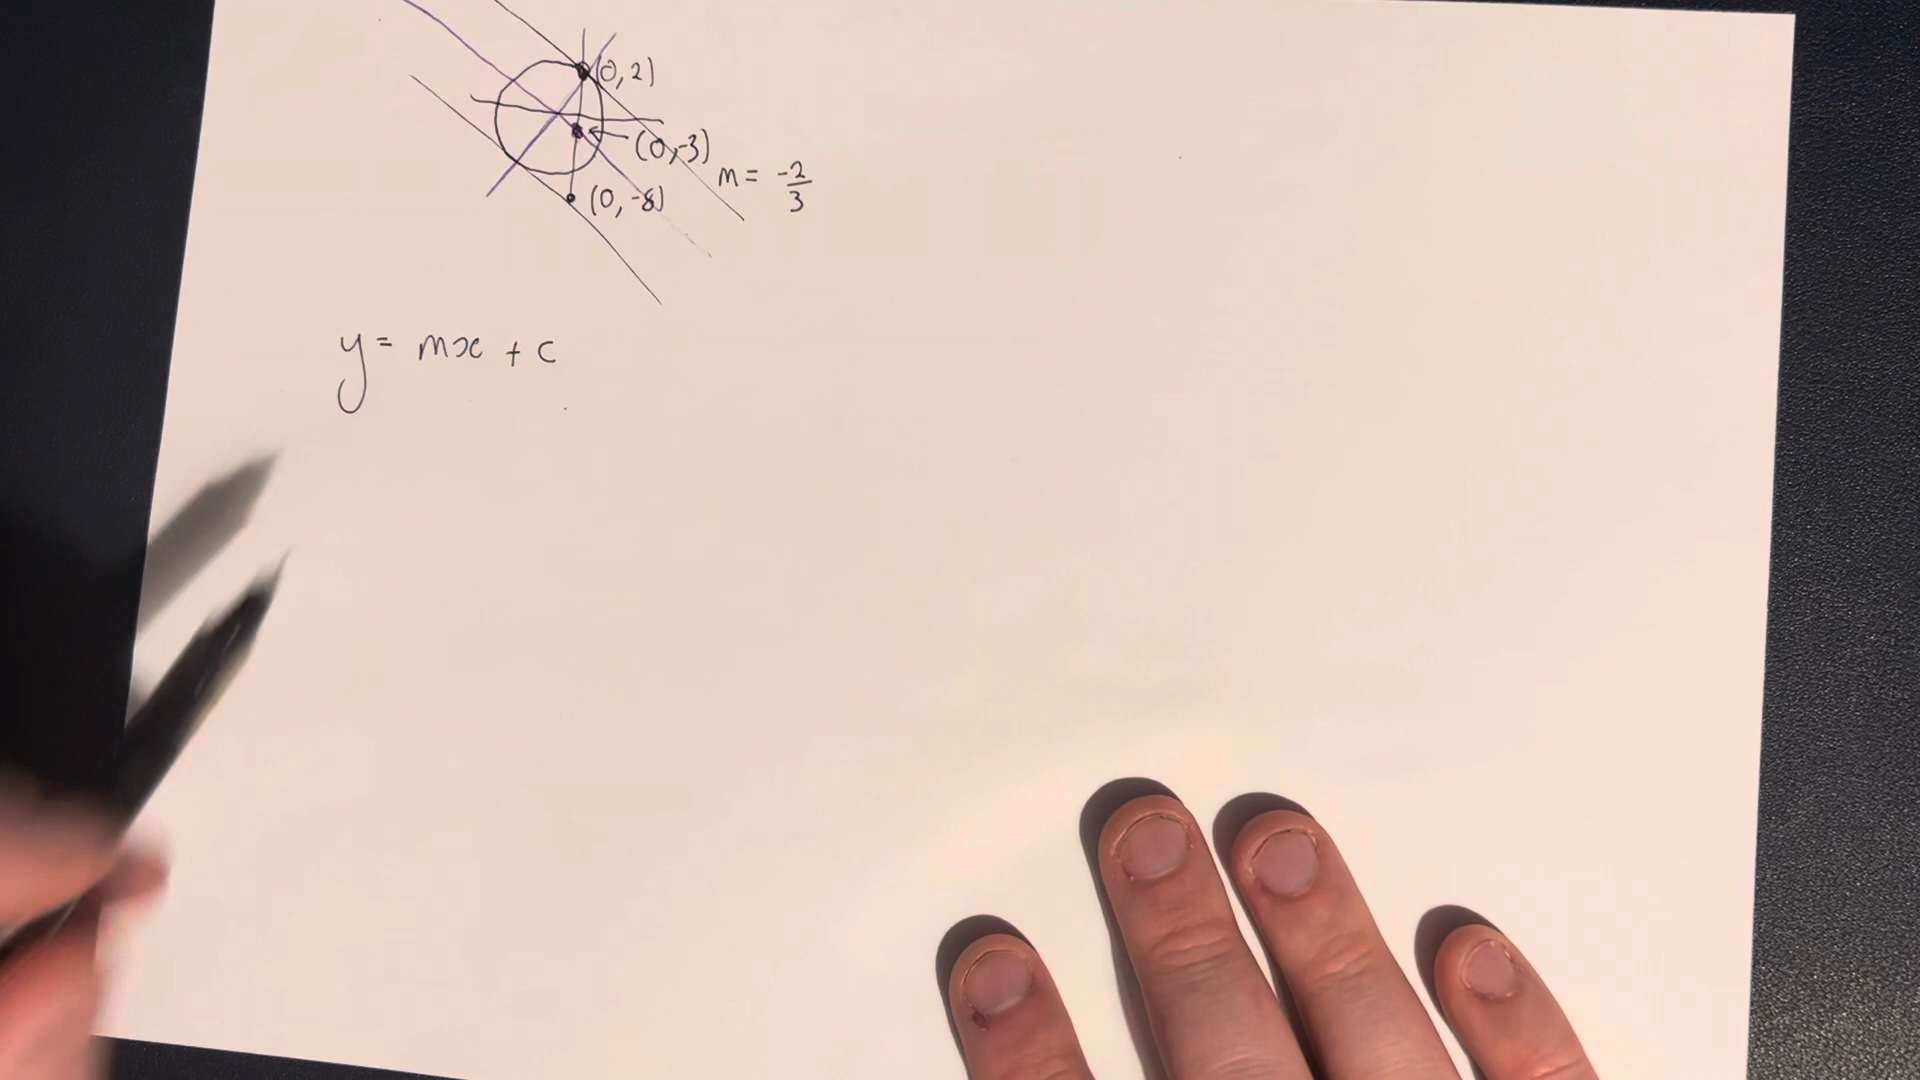 (0, 2)
(0, -3)
m = -2/3
(0, -8)
y = mx + c